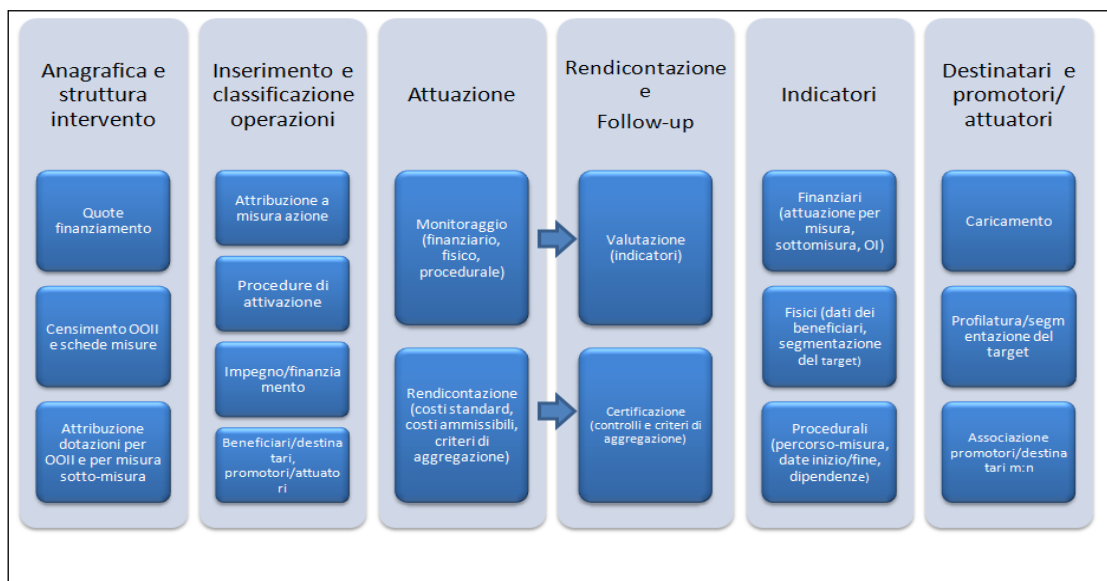 Anagrafica e
struttura
intervento
Quote
finanziamento
Censimento OOII
e schede misure
Attribuzione
dotazioni per
OOII e per misura
sotto-misura
Inserimento e
classificazione
operazioni
Attribuzione a
misura azione
Procedure di
attivazione
Impegno/finanzia
mento
Beneficiari/destina
tari,
promotori/attuato
ri
Attuazione
Monitoraggio
(finanziario,
fisico,
procedurale)
Rendicontazione
(costi standard,
costi ammissibili,
criteri di
aggregazione)
Rendicontazione
e
Follow-up
Valutazione
(indicatori)
Certificazione
(controlli e criteri di
aggregazione)
Indicatori
Finanziari
(attuazione per
misura,
sottomisura, OI)
Fisici (dati dei
beneficiari,
segmentazione
del target)
Procedurali
(percorso-misura,
date inizio/fine,
dipendenze)
Destinatari e
promotori/
attuatori
Caricamento
Profilatura/segm
entazione del
target
Associazione
promotori/destina
tari m:n